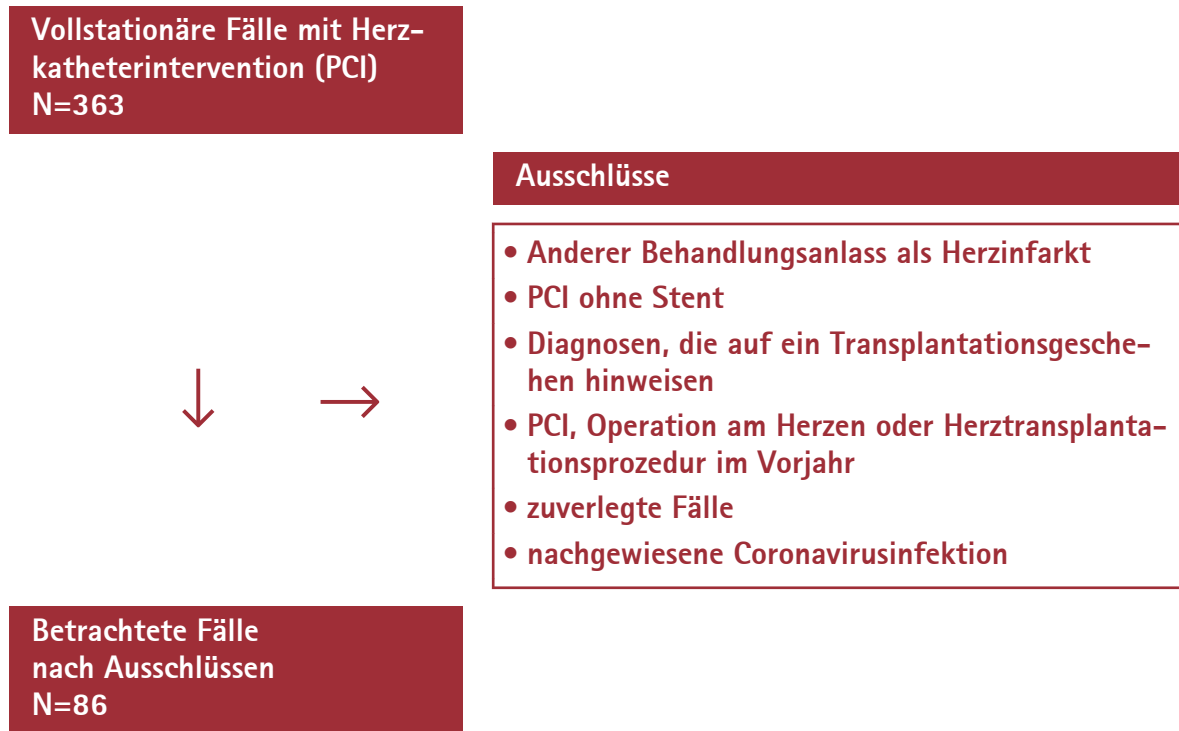 Vollstationäre Fälle mit Herz-
katheterintervention (PCI)
N=363
Ausschlüsse
• Anderer Behandlungsanlass als Herzinfarkt
• PCI ohne Stent
• Diagnosen, die auf ein Transplantationsgesche-
hen hinweisen
• PCI, Operation am Herzen oder Herztransplanta-
tionsprozedur im Vorjahr
• zuverlegte Fälle
• nachgewiesene Coronavirusinfektion
Betrachtete Fälle
nach Ausschlüssen
N=86